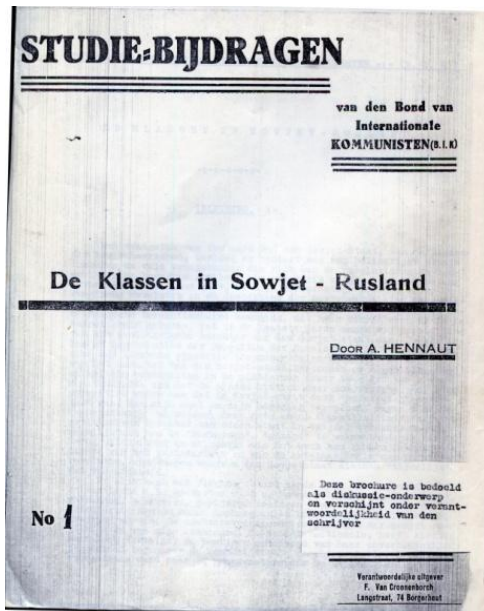 STUDIE=BIJDRAGEN
van den Bond van
Internationale
KOMMUNISTEN(B.I.K)
De Klassen in Sowjet - Rusland
DOOR A. HENNAUT
Deze brochure is bedoeld
als diskussie-onderwerp
en verschijnt onder verant-
woordelijkheid van den
schrijver
No 1
Verantwoordelijke uitgever
F. Van Cronnenborch
Langstraat, 74 Borgerhout